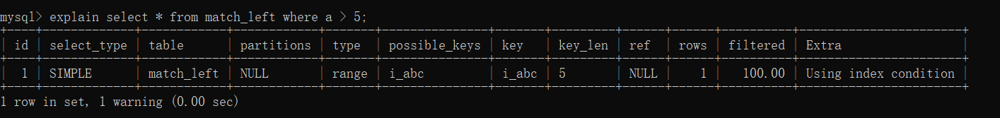 mysql> explain select * from match_left where a > 5;
+----+-------------+------------+------------+-------+---------------+-------+---------+------+------+----------+-----------------------+
| id | select_type | table      | partitions | type  | possible_keys | key   | key_len | ref  | rows | filtered | Extra                 |
+----+-------------+------------+------------+-------+---------------+-------+---------+------+------+----------+-----------------------+
| 1 | SIMPLE      | match_left | NULL       | range | i_abc         | i_abc | 5       | NULL | 1 | 100.00 | Using index condition |
+----+-------------+------------+------------+-------+---------------+-------+---------+------+------+----------+-----------------------+
1 row in set, 1 warning (0.00 sec)